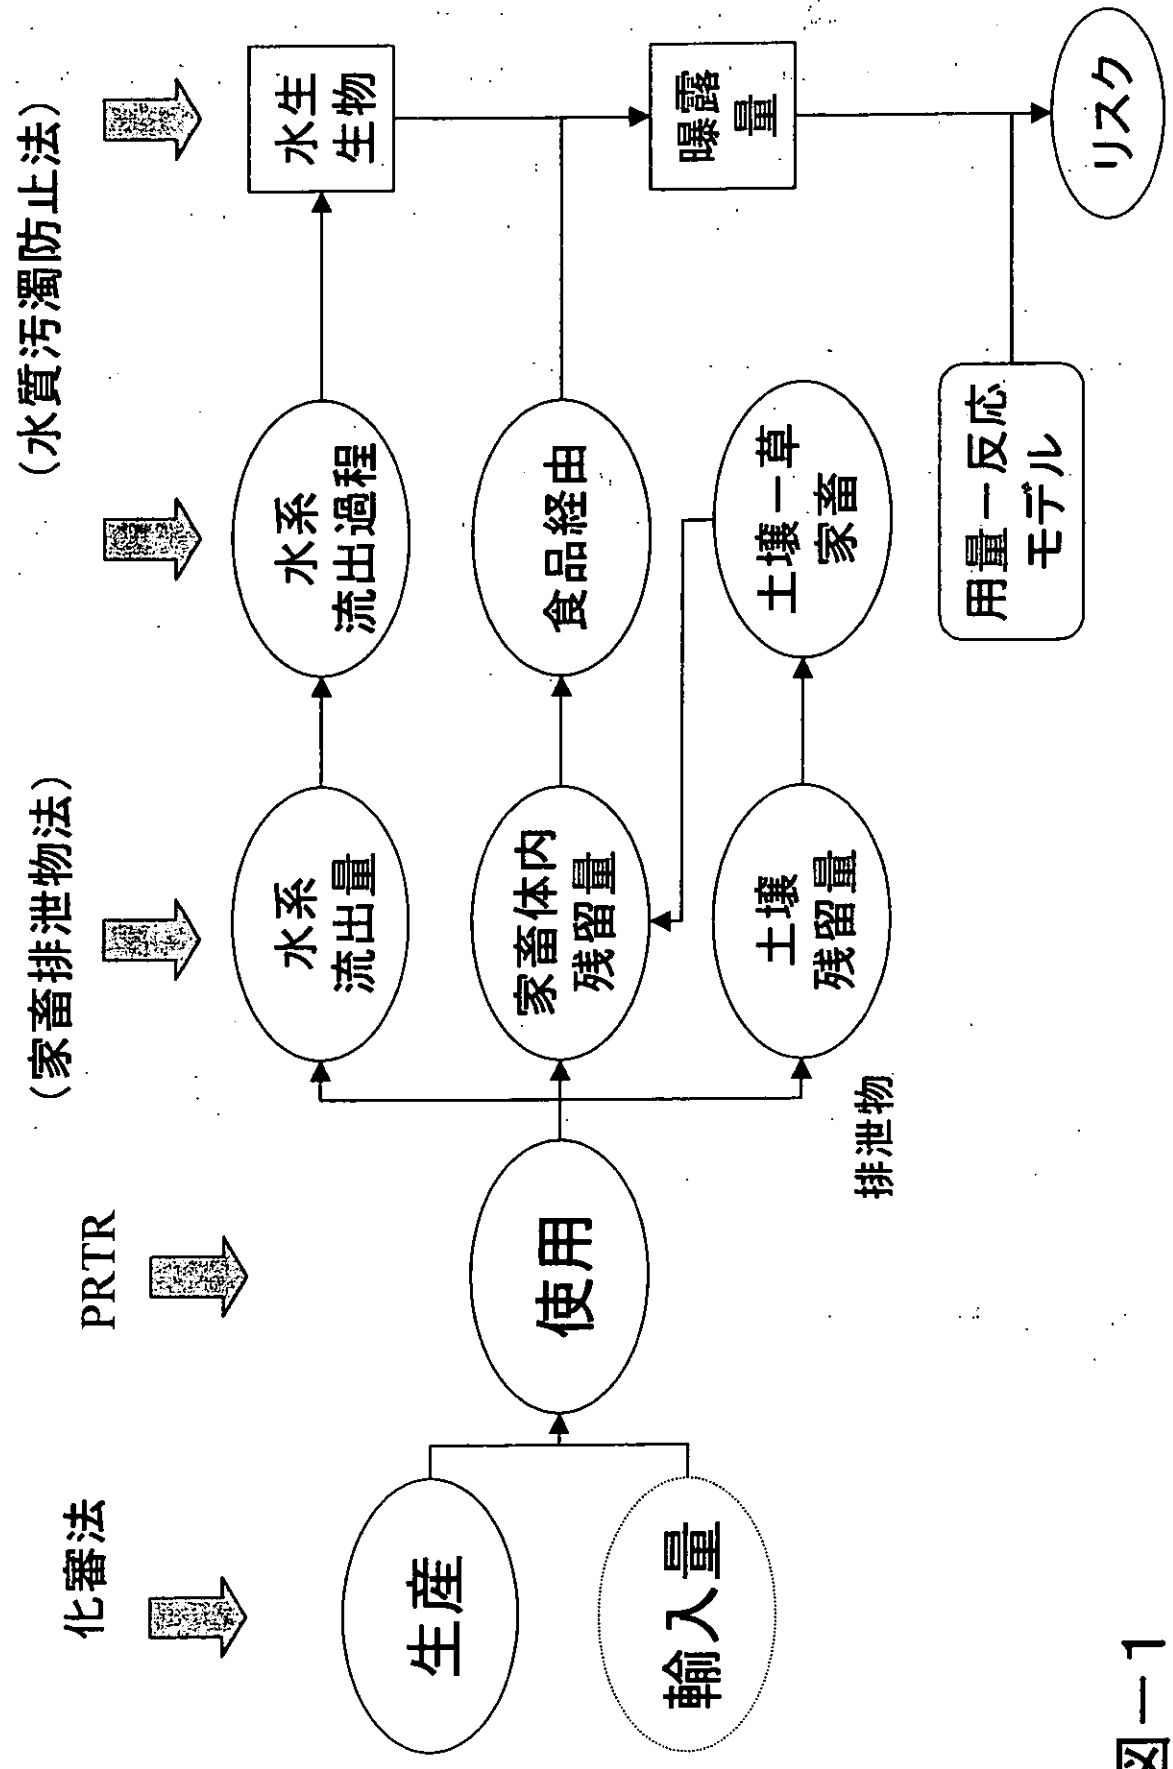 化審法
PRTR
(家畜排泄物法)
(水質汚濁防止法)
生産
輸入量
使用
水系
流出量
水系
流出過程
水生
生物
家畜体内
残留量
食品経由
曝露
量
排泄物
土壌
残留量
土壌－草
家畜
用量－反応
モデル
リスク
図－1